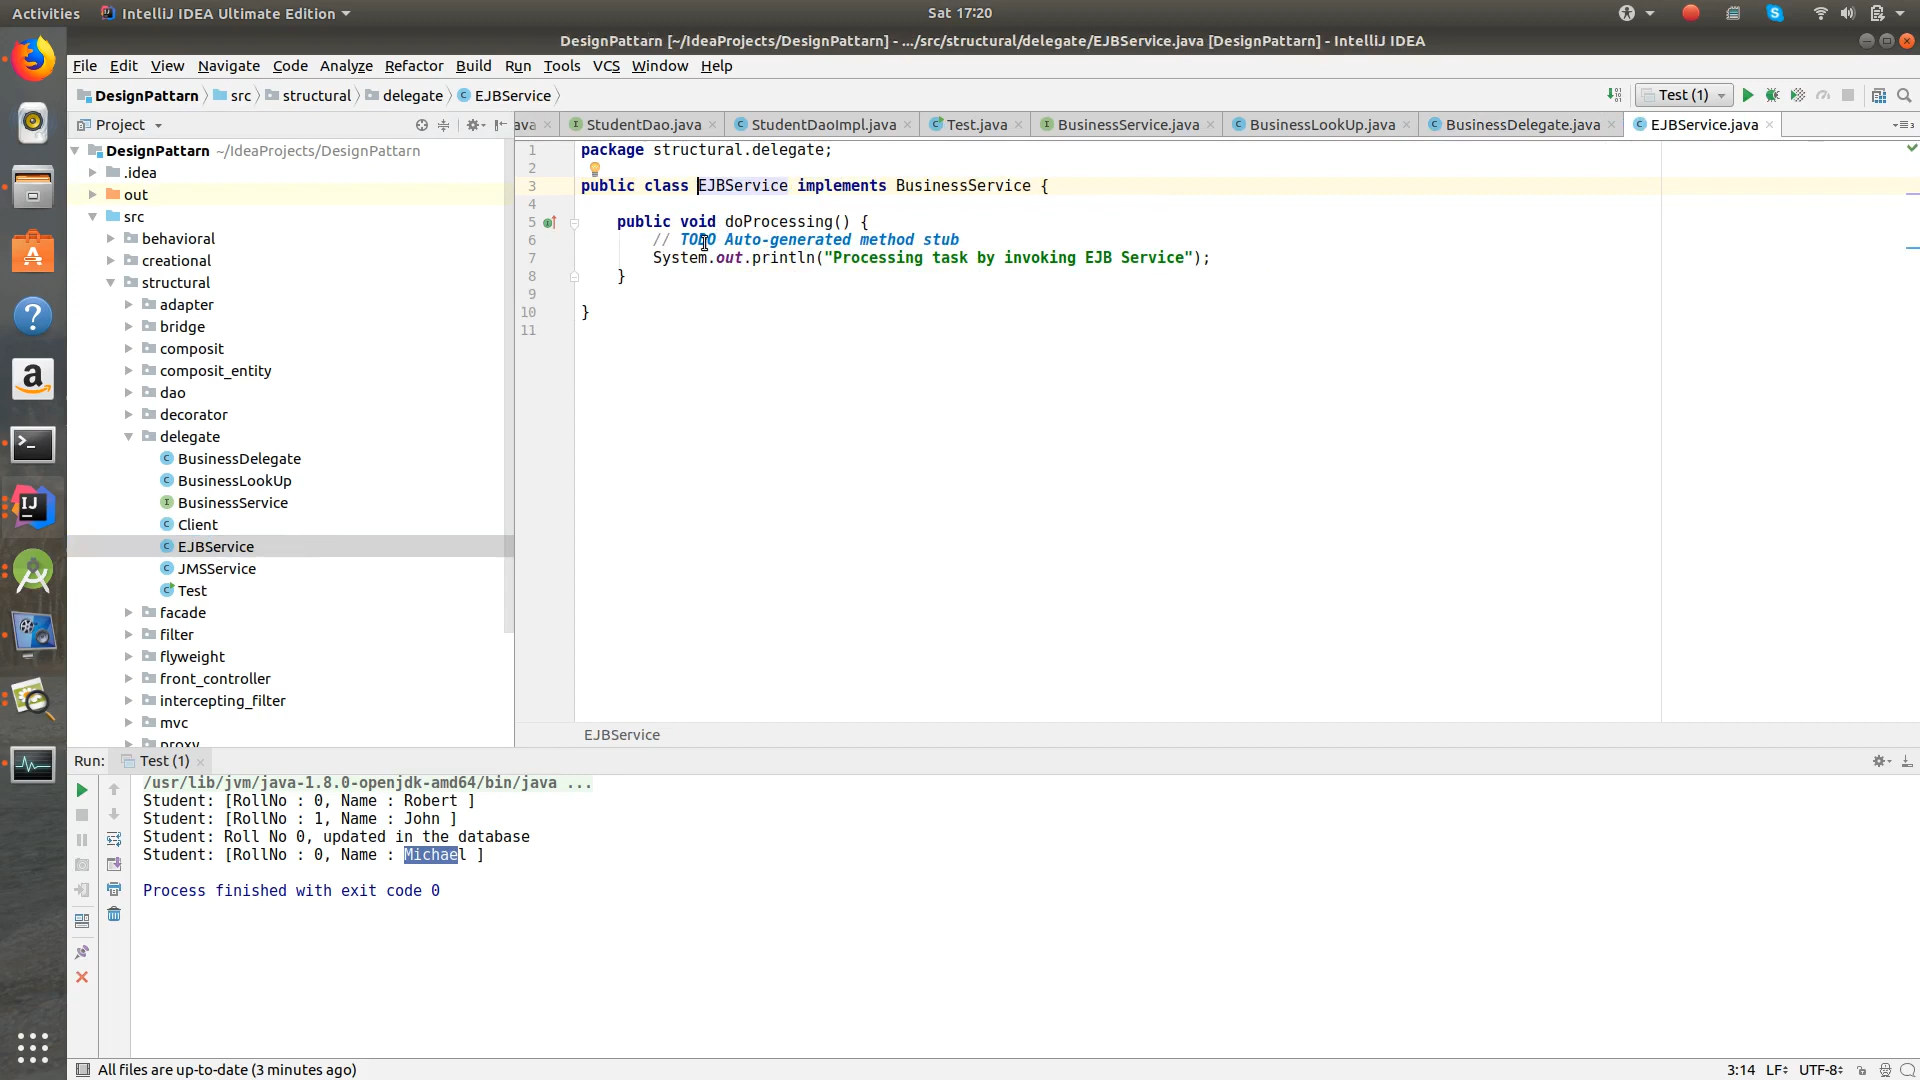 Activities IntelliJ IDEA Ultimate Edition Sat 17:20
DesignPattarn [~/IdeaProjects/DesignPattarn] - .../src/structural/delegate/EJBService.java [DesignPattarn] - IntelliJ IDEA
File Edit View Navigate Code Analyze Refactor Build Run Tools VCS Window Help
DesignPattarn src structural delegate EJBService Test (1)
Project ava StudentDao.java StudentDaoImpl.java Test.java BusinessService.java BusinessLookUp.java BusinessDelegate.java EJBService.java
DesignPattarn ~/IdeaProjects/DesignPattarn
.idea
out
src
behavioral
creational
structural
adapter
bridge
composit
composit_entity
dao
decorator
delegate
BusinessDelegate
BusinessLookUp
BusinessService
Client
EJBService
JMSService
Test
facade
filter
flyweight
front_controller
intercepting_filter
mvc
proxy
1 package structural.delegate;
2
3 public class EJBService implements BusinessService {
4
5 public void doProcessing() {
6 // TODO Auto-generated method stub
7 System.out.println("Processing task by invoking EJB Service");
8 }
9
10 }
11
EJBService
Run: Test (1)
/usr/lib/jvm/java-1.8.0-openjdk-amd64/bin/java ...
Student: [RollNo : 0, Name : Robert ]
Student: [RollNo : 1, Name : John ]
Student: Roll No 0, updated in the database
Student: [RollNo : 0, Name : Michael ]
Process finished with exit code 0
All files are up-to-date (3 minutes ago) 3:14 LF÷ UTF-8÷